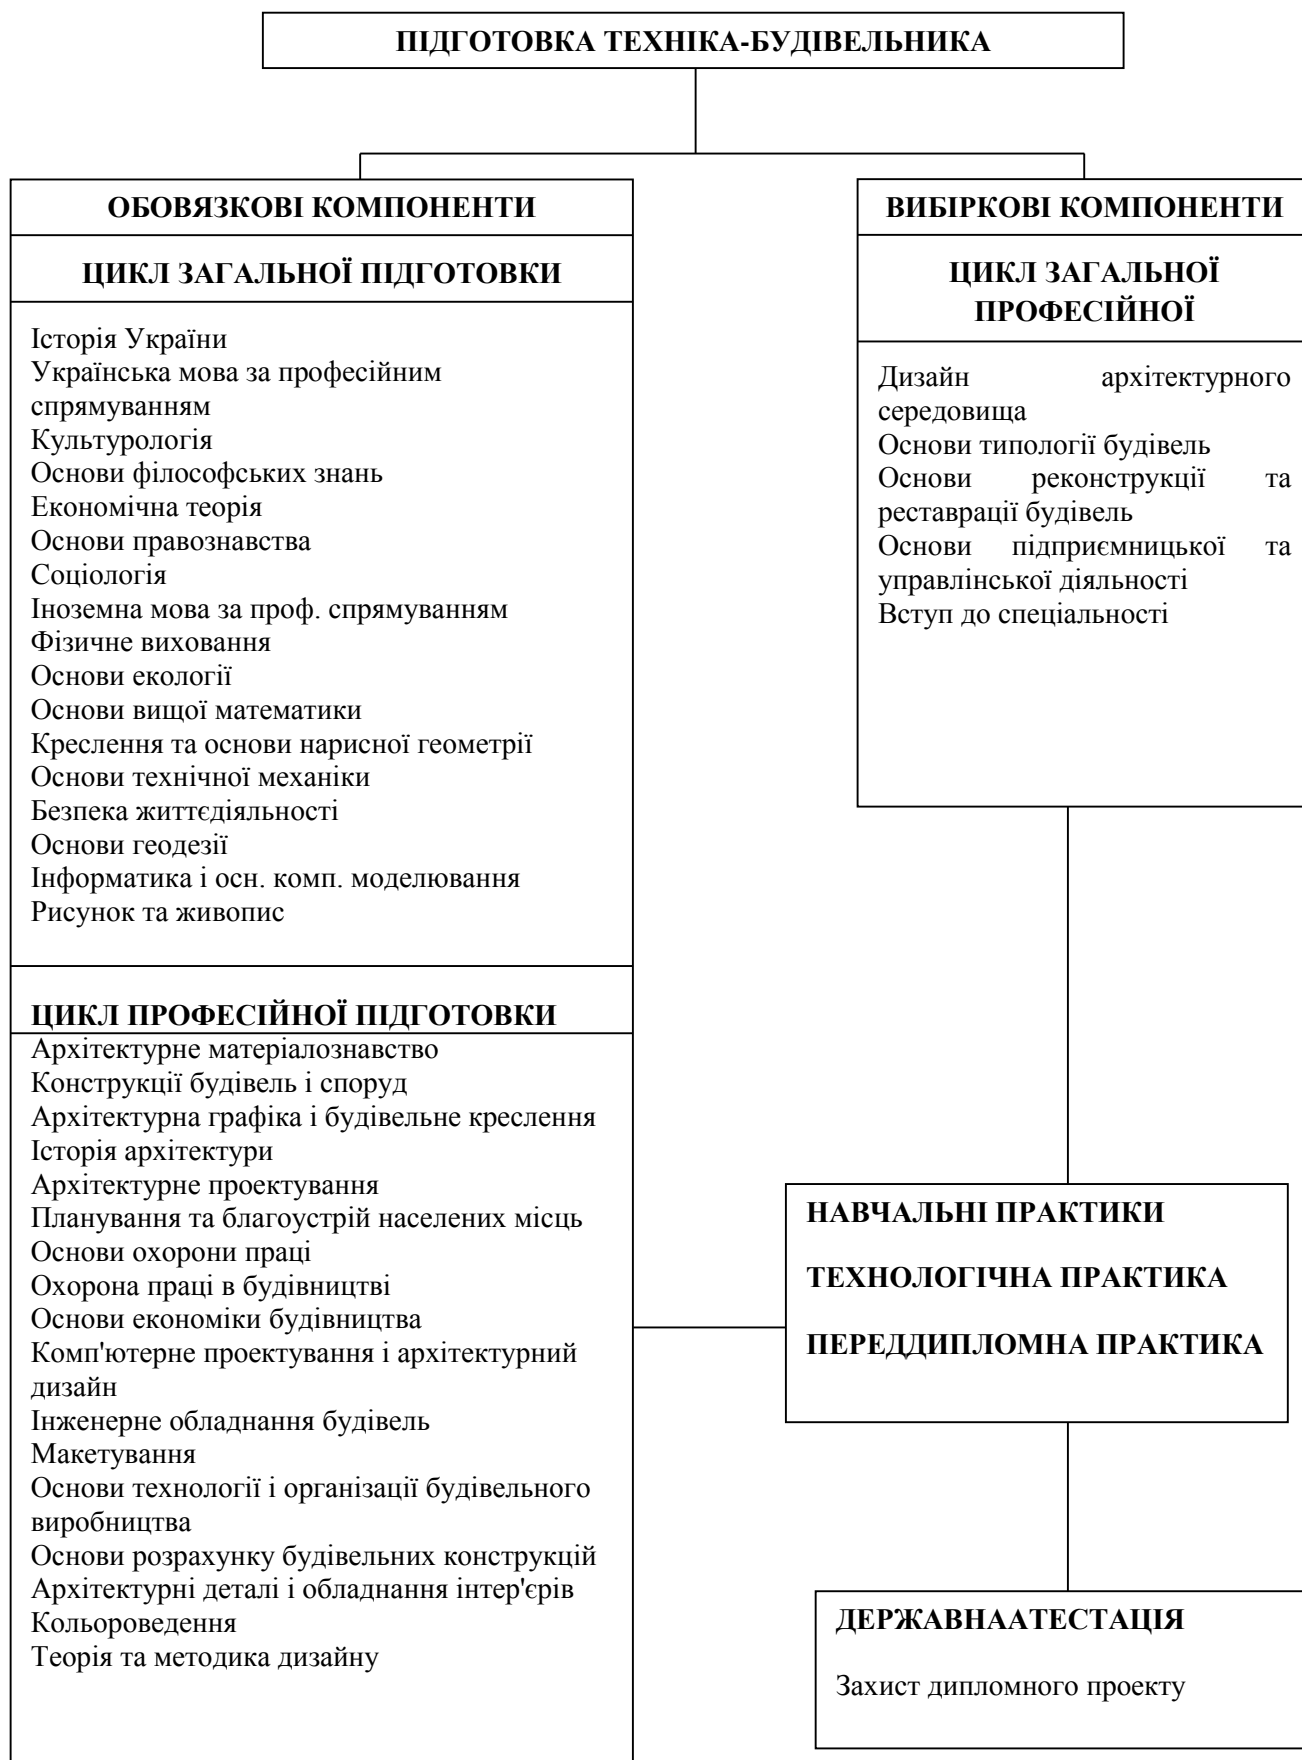 ПІДГОТОВКА ТЕХНІКА-БУДІВЕЛЬНИКА
ОБОВЯЗКОВІ КОМПОНЕНТИ
ЦИКЛ ЗАГАЛЬНОЇ ПІДГОТОВКИ
Історія України
Українська мова за професійним
спрямуванням
Культурологія
Основи філософських знань
Економічна теорія
Основи правознавства
Соціологія
Іноземна мова за проф. спрямуванням
Фізичне виховання
Основи екології
Основи вищої математики
Креслення та основи нарисної геометрії
Основи технічної механіки
Безпека життєдіяльності
Основи геодезії
Інформатика і осн. комп. моделювання
Рисунок та живопис
ЦИКЛ ПРОФЕСІЙНОЇ ПІДГОТОВКИ
Архітектурне матеріалознавство
Конструкції будівель і споруд
Архітектурна графіка і будівельне креслення
Історія архітектури
Архітектурне проектування
Планування та благоустрій населених місць
Основи охорони праці
Охорона праці в будівництві
Основи економіки будівництва
Комп'ютерне проектування і архітектурний
дизайн
Інженерне обладнання будівель
Макетування
Основи технології і організації будівельного
виробництва
Основи розрахунку будівельних конструкцій
Архітектурні деталі і обладнання інтер'єрів
Кольороведення
Теорія та методика дизайну
ВИБІРКОВІ КОМПОНЕНТИ
ЦИКЛ ЗАГАЛЬНОЇ
ПРОФЕСІЙНОЇ
Дизайн архітектурного
середовища
Основи типології будівель
Основи реконструкції та
реставрації будівель
Основи підприємницької та
управлінської діяльності
Вступ до спеціальності
НАВЧАЛЬНІ ПРАКТИКИ
ТЕХНОЛОГІЧНА ПРАКТИКА
ПЕРЕДДИПЛОМНА ПРАКТИКА
ДЕРЖАВНААТЕСТАЦІЯ
Захист дипломного проекту